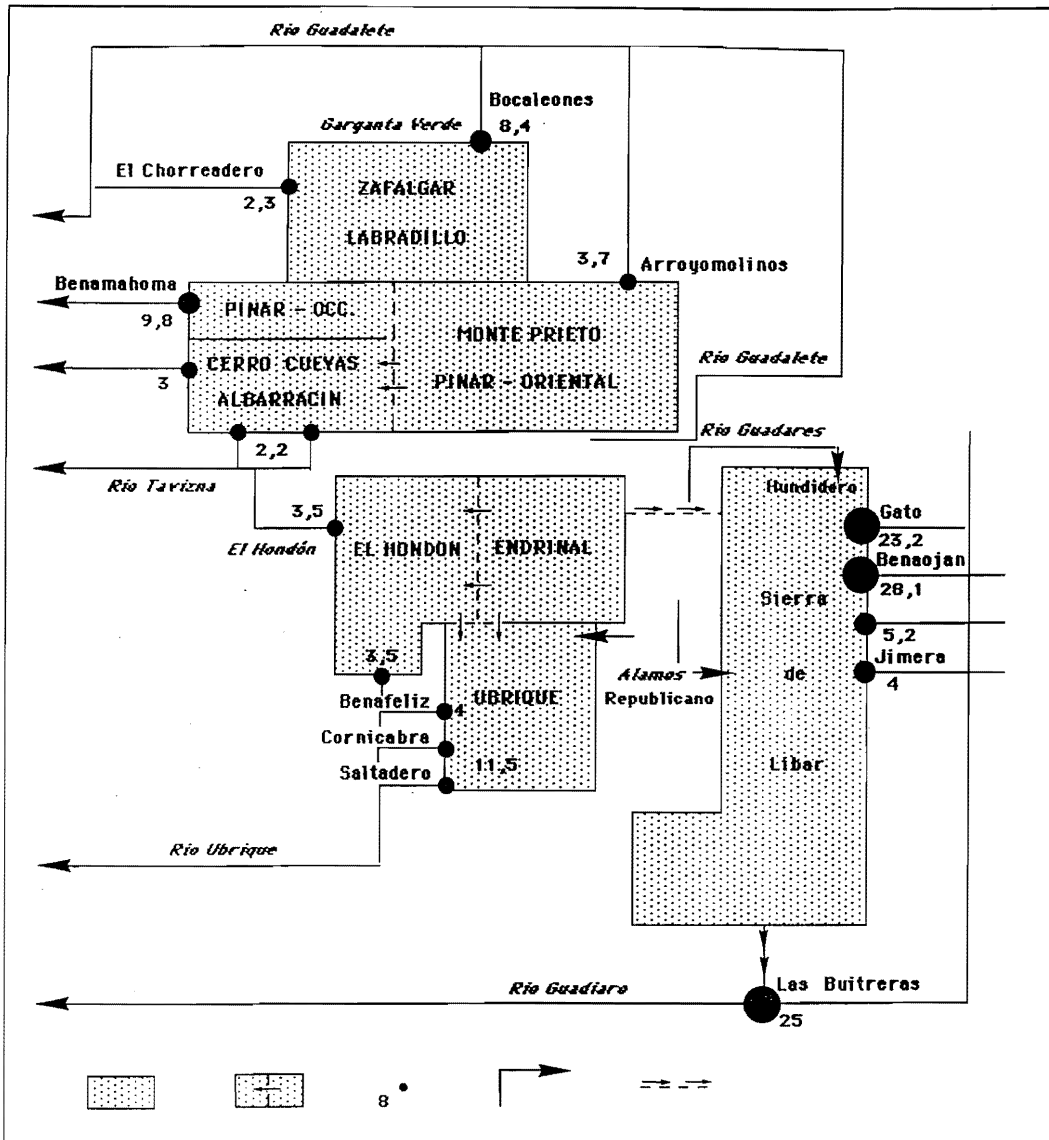 Río Guadalete
Bocaleones
Garganta Verde
8,4
El Chorreadero
2,3
ZAFALGAR
LABRADILLO
3,7
Arroyomolinos
Benamahoma
9,8
PINAR - OCC.
MONTE PRIETO
PINAR - ORIENTAL
CERRO CUEYAS
ALBARRACIN
3
2,2
Río Guadalete
Río Guadares
Río Tavizna
3,5
El Hondón
EL HONDON
ENDRINAL
Hundidero
Gato
23,2
Benaojan
28,1
Sierra
5,2
de
Jimera
4
Libar
3,5
Benafeliz
4
UBRIQUE
Alamos
Republicano
Cornicabra
Saltadero
11,5
Río Ubrique
Las Buitreras
Río Guadiaro
25
8